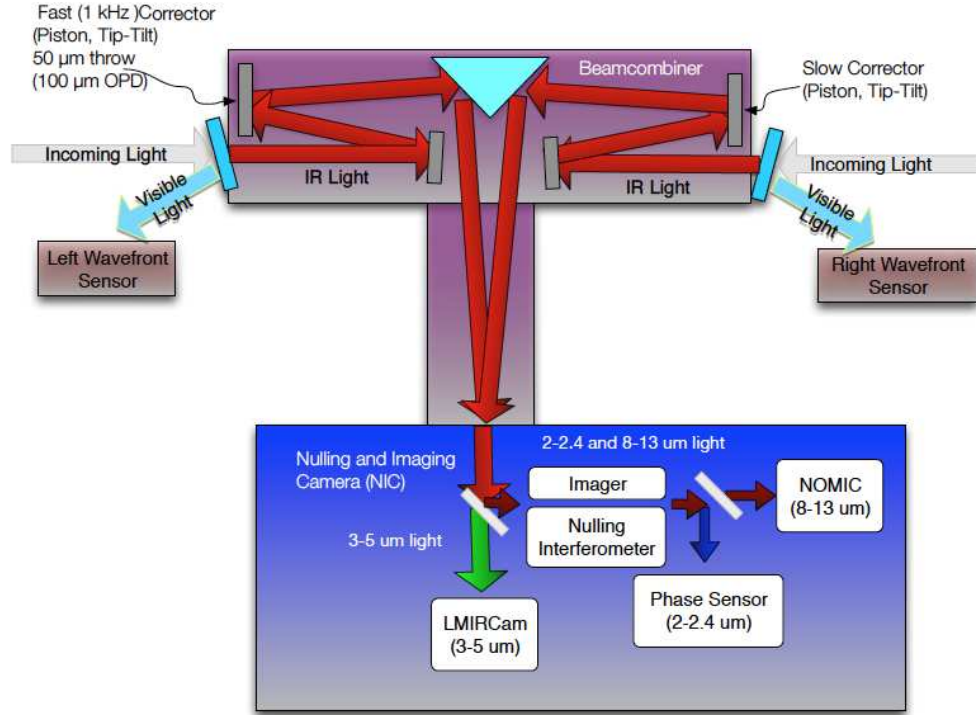 Fast (1 kHz )Corrector
(Piston, Tip-Tilt)
50 µm throw
(100 µm OPD)
Beamcombiner
Slow Corrector
(Piston, Tip-Tilt)
Incoming Light
IR Light
IR Light
Incoming Light
Visible
Light
Visible
Light
Left Wavefront
Sensor
Right Wavefront
Sensor
2-2.4 and 8-13 um light
Nulling and Imaging
Camera (NIC)
Imager
NOMIC
(8-13 um)
Nulling
Interferometer
3-5 um light
LMIRCam
(3-5 um)
Phase Sensor
(2-2.4 um)